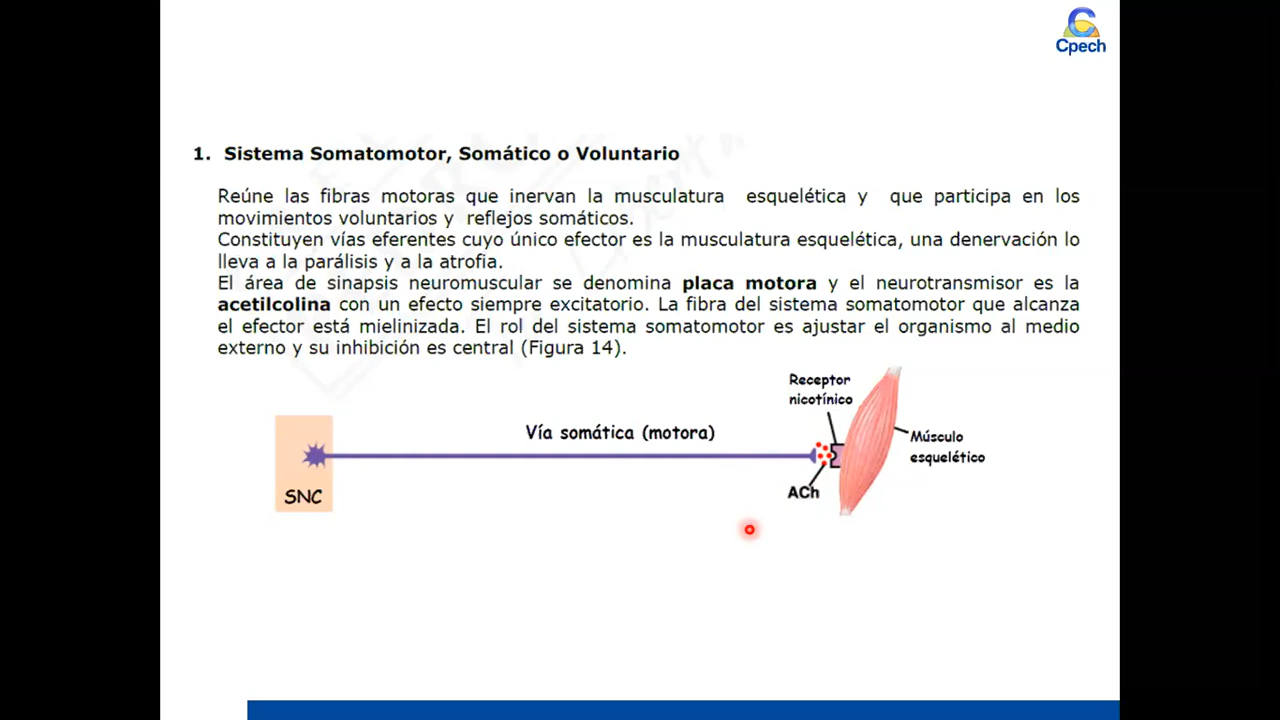 Cpech
1. Sistema Somatomotor, Somático o Voluntario
Reúne las fibras motoras que inervan la musculatura esquelética y que participa en los
movimientos voluntarios y reflejos somáticos.
Constituyen vías eferentes cuyo único efector es la musculatura esquelética, una denervación lo
lleva a la parálisis y a la atrofia.
El área de sinapsis neuromuscular se denomina placa motora y el neurotransmisor es la
acetilcolina con un efecto siempre excitatorio. La fibra del sistema somatomotor que alcanza
el efector está mielinizada. El rol del sistema somatomotor es ajustar el organismo al medio
externo y su inhibición es central (Figura 14).
Receptor
nicotínico
Vía somática (motora)
Músculo
esquelético
SNC
ACh